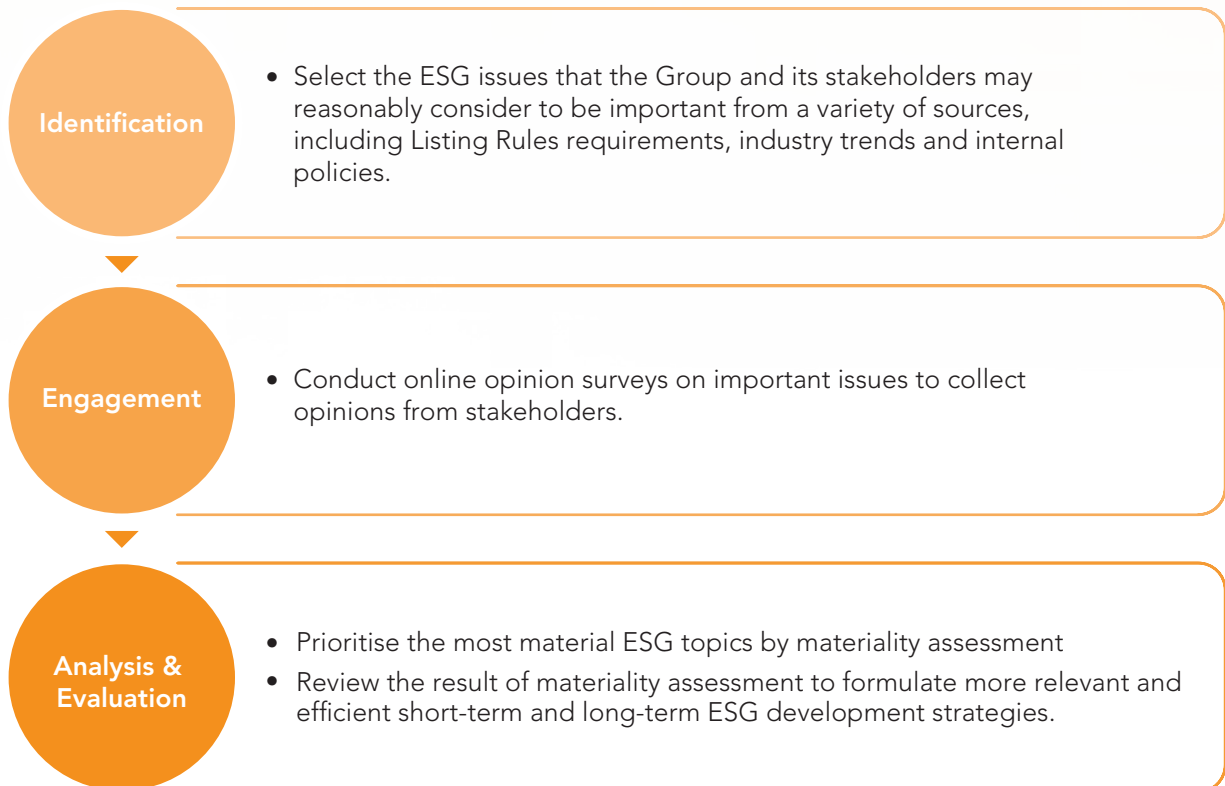 Identification
• Select the ESG issues that the Group and its stakeholders may
reasonably consider to be important from a variety of sources,
including Listing Rules requirements, industry trends and internal
policies.
Engagement
• Conduct online opinion surveys on important issues to collect
opinions from stakeholders.
Analysis &
Evaluation
• Prioritise the most material ESG topics by materiality assessment
• Review the result of materiality assessment to formulate more relevant and
efficient short-term and long-term ESG development strategies.